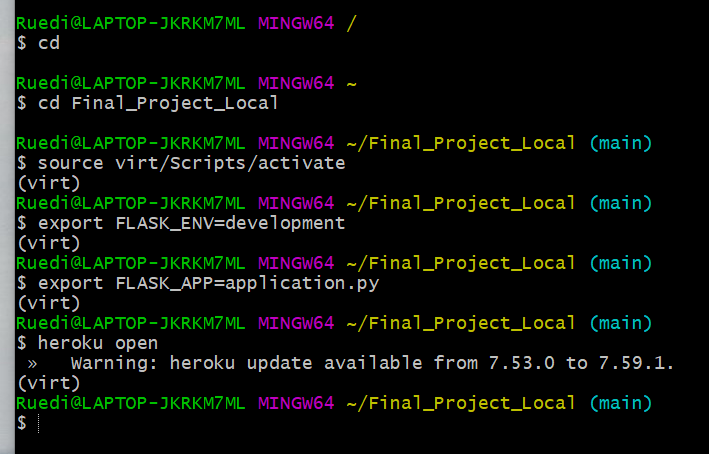 Ruedi@LAPTOP-JKRKM7ML MINGW64 /
$ cd
Ruedi@LAPTOP-JKRKM7ML MINGW64 ~
$ cd Final_Project_Local
Ruedi@LAPTOP-JKRKM7ML MINGW64 ~/Final_Project_Local (main)
$ source virt/Scripts/activate
(virt)
Ruedi@LAPTOP-JKRKM7ML MINGW64 ~/Final_Project_Local (main)
$ export FLASK_ENV=development
(virt)
Ruedi@LAPTOP-JKRKM7ML MINGW64 ~/Final_Project_Local (main)
$ export FLASK_APP=application.py
(virt)
Ruedi@LAPTOP-JKRKM7ML MINGW64 ~/Final_Project_Local (main)
$ heroku open
 »   Warning: heroku update available from 7.53.0 to 7.59.1.
(virt)
Ruedi@LAPTOP-JKRKM7ML MINGW64 ~/Final_Project_Local (main)
$